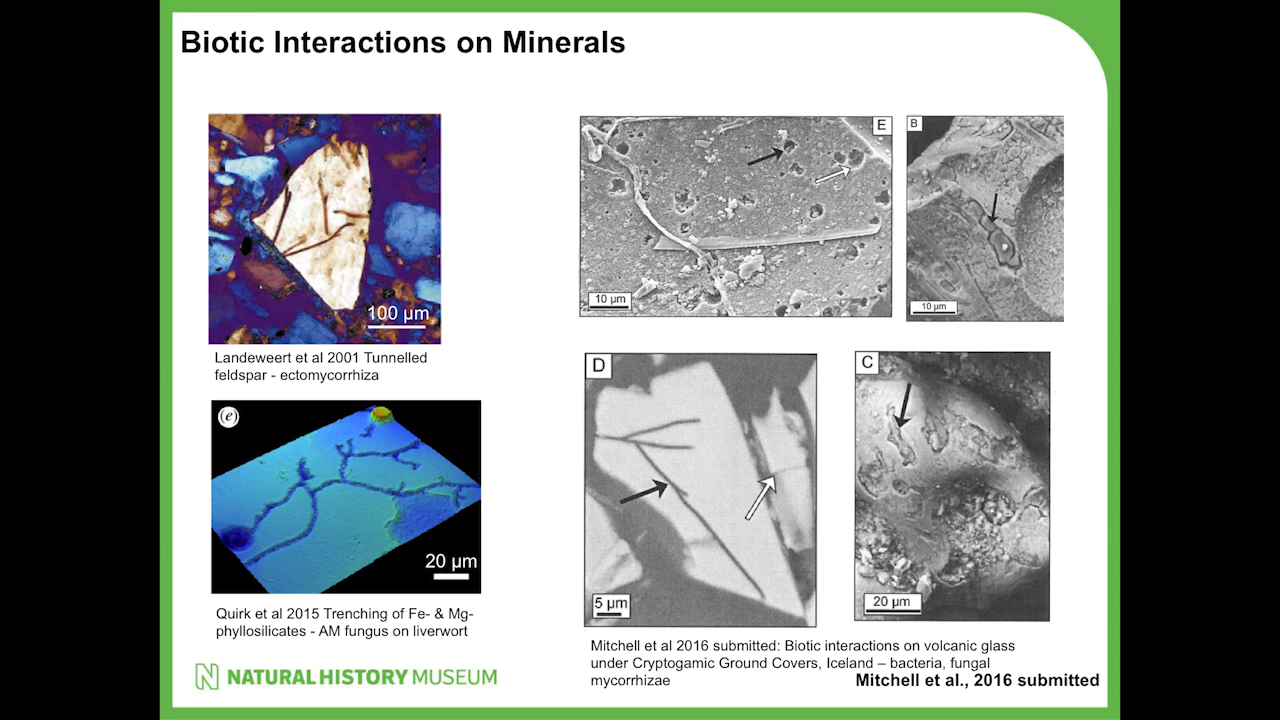 Biotic Interactions on Minerals
100 µm
Landeweert et al 2001 Tunnelled
feldspar - ectomycorrhiza
(e)
20 µm
Quirk et al 2015 Trenching of Fe- & Mg-
phyllosilicates - AM fungus on liverwort
E
10 µm
B
10 µm
D
5 µm
C
20 µm
Mitchell et al 2016 submitted: Biotic interactions on volcanic glass
under Cryptogamic Ground Covers, Iceland – bacteria, fungal
mycorrhizae
Mitchell et al., 2016 submitted
N NATURAL HISTORY MUSEUM